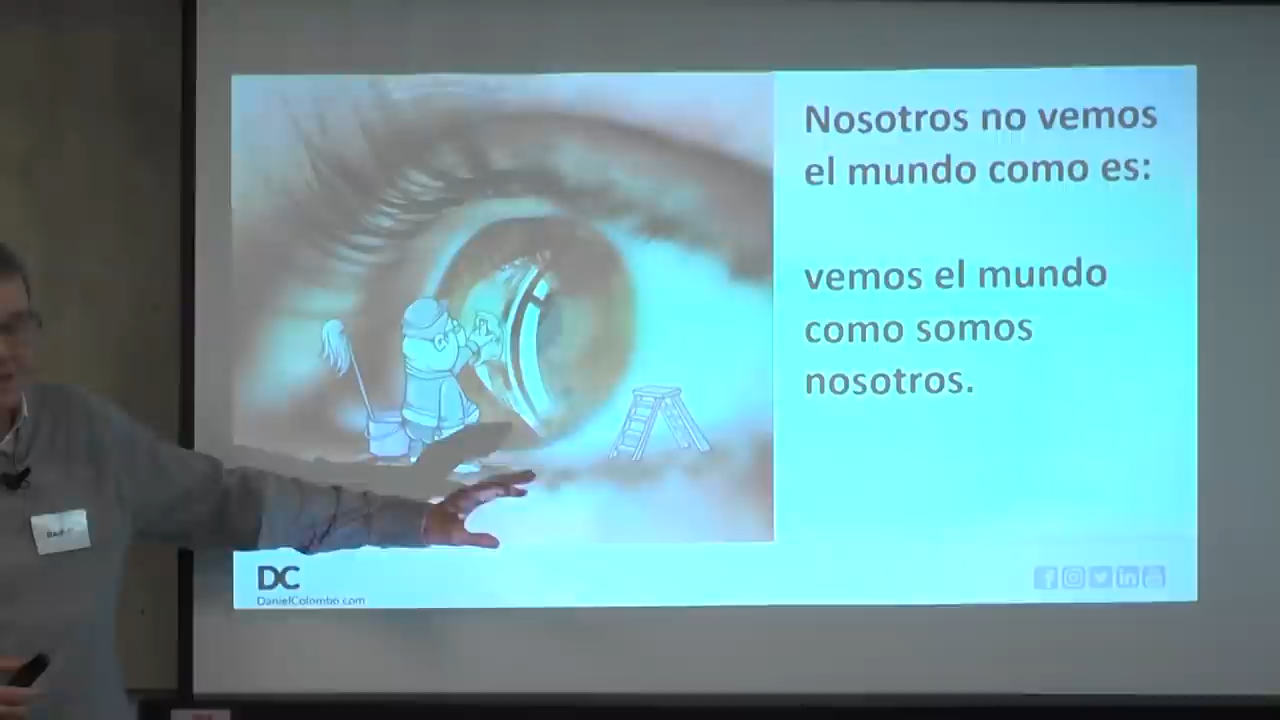 Nosotros no vemos
el mundo como es:
vemos el mundo
como somos
nosotros.
DC
DanielColombo.com